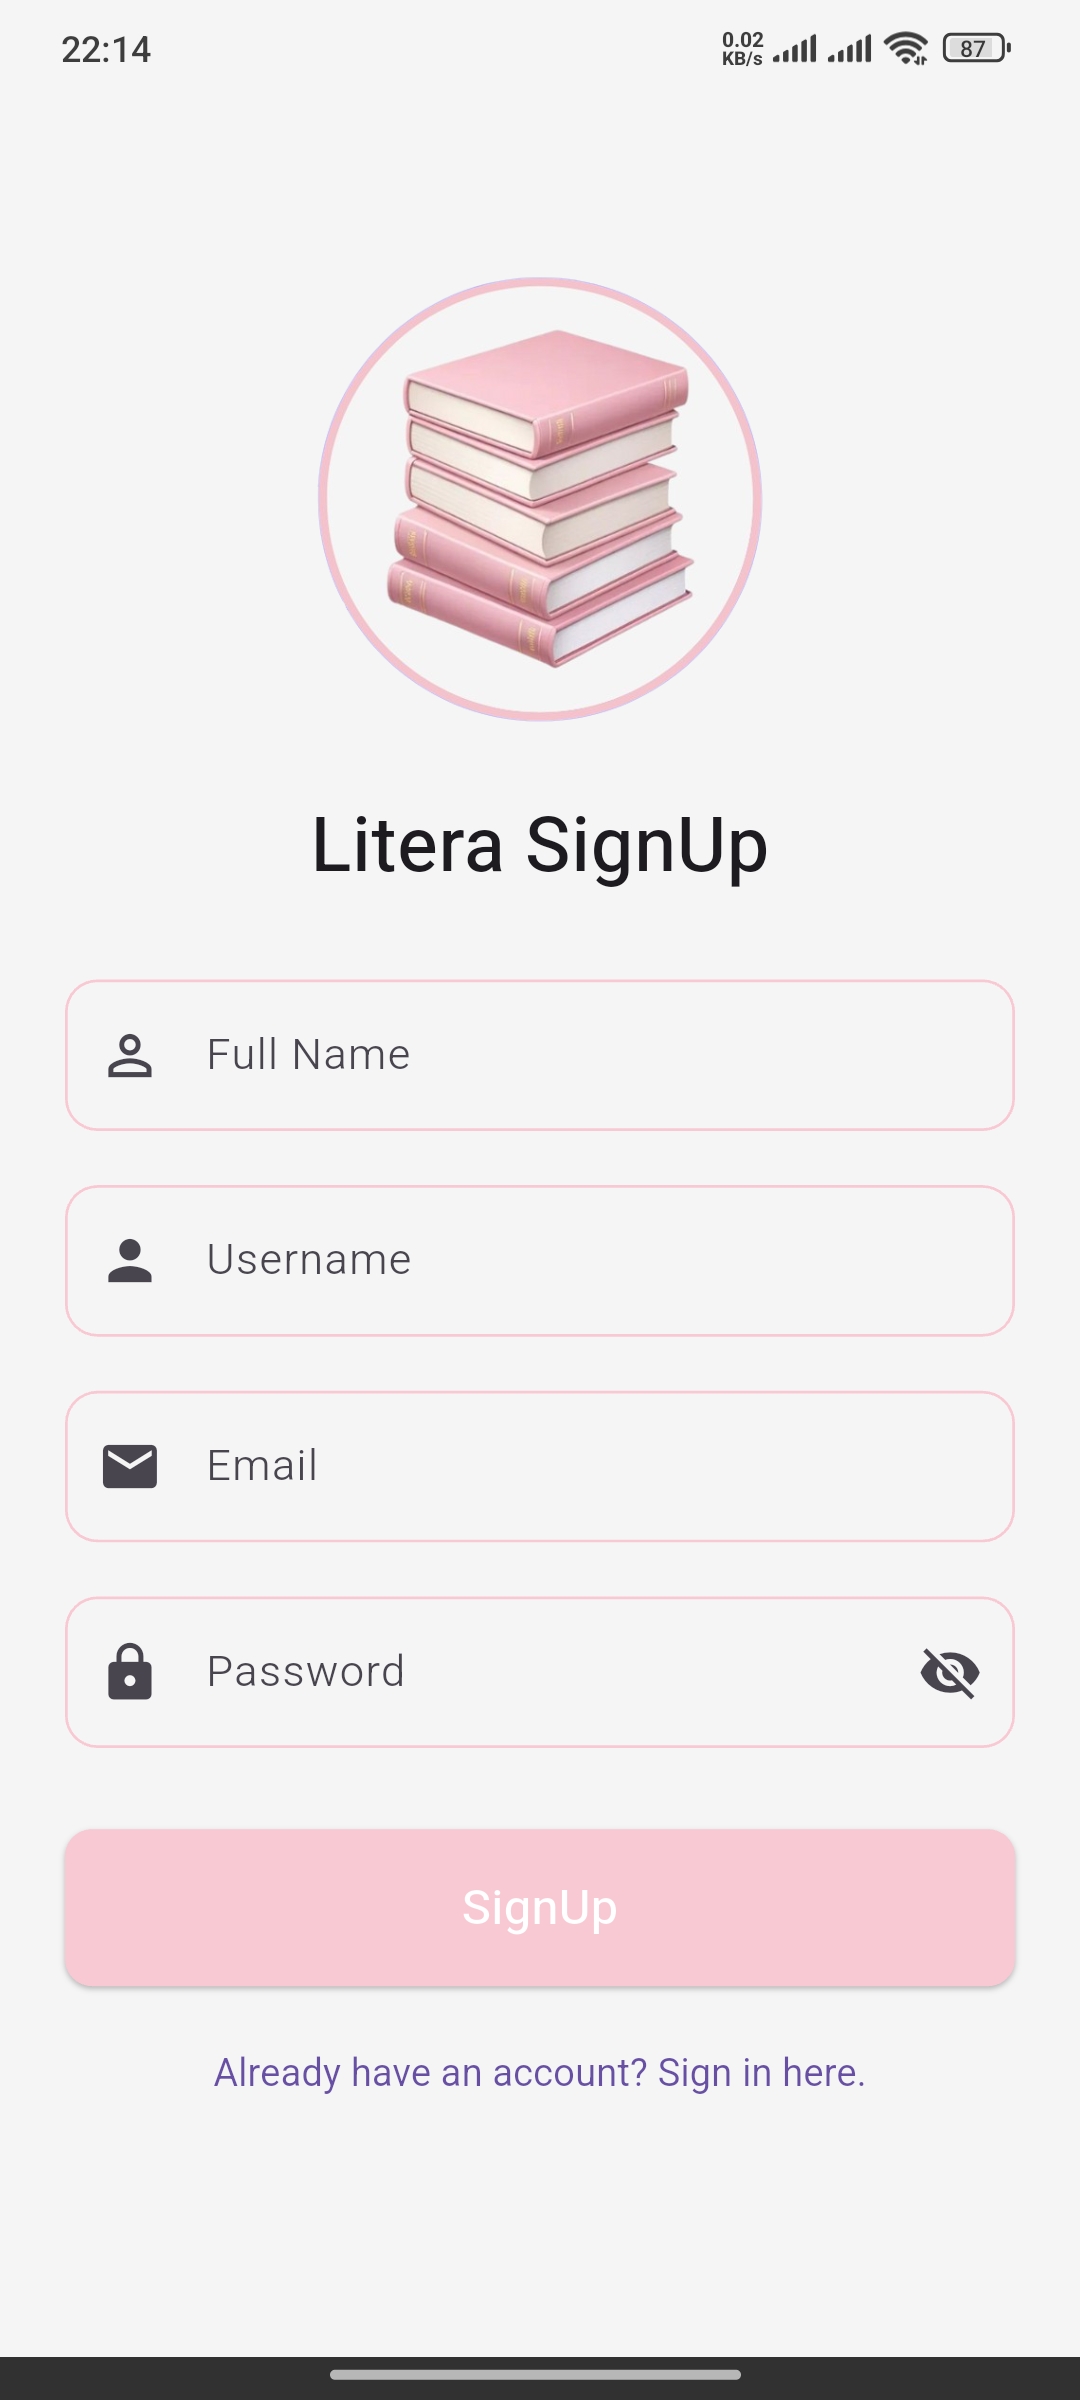 22:14
0.02
KB/s
87
Litera SignUp
Full Name
Username
Email
Password
SignUp
Already have an account? Sign in here.